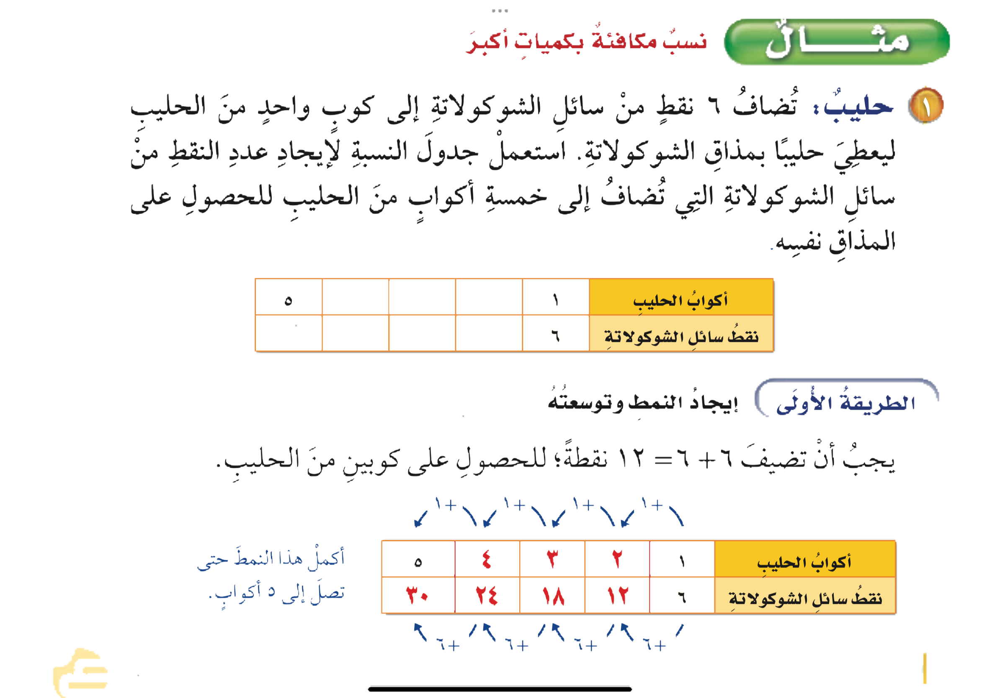 مثــــالٌ
نسبٌ مكافئةٌ بكمياتٍ أكبرَ
١ حليبٌ: تُضافُ ٦ نقطٍ منْ سائلِ الشوكولاتةِ إلى كوبٍ واحدٍ منَ الحليبِ
ليعطِيَ حليبًا بمذاقِ الشوكولاتةِ. استعملْ جدولَ النسبةِ لإيجادِ عددِ النقطِ منْ
سائلِ الشوكولاتةِ التِي تُضافُ إلى خمسةِ أكوابٍ منَ الحليبِ للحصولِ على
المذاقِ نفسِه.
أكوابُ الحليبِ ١ ٥
نقطُ سائلِ الشوكولاتةِ ٦
الطريقةُ الأُولَى إيجادُ النمطِ وتوسعتُهُ
يجبُ أنْ تضيفَ ٦ + ٦ = ١٢ نقطةً؛ للحصولِ على كوبينِ منَ الحليبِ.
+١ +١ +١ +١
أكوابُ الحليبِ ١ ٢ ٣ ٤ ٥
نقطُ سائلِ الشوكولاتةِ ٦ ١٢ ١٨ ٢٤ ٣٠
+٦ +٦ +٦ +٦
أكملْ هذا النمطَ حتى
تصلَ إلى ٥ أكوابٍ.